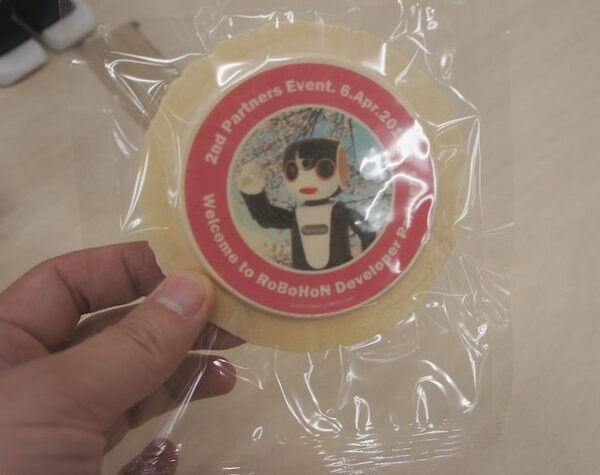 2nd Partners Event. 6.Apr.20
Welcome to RoBoHoN Developer